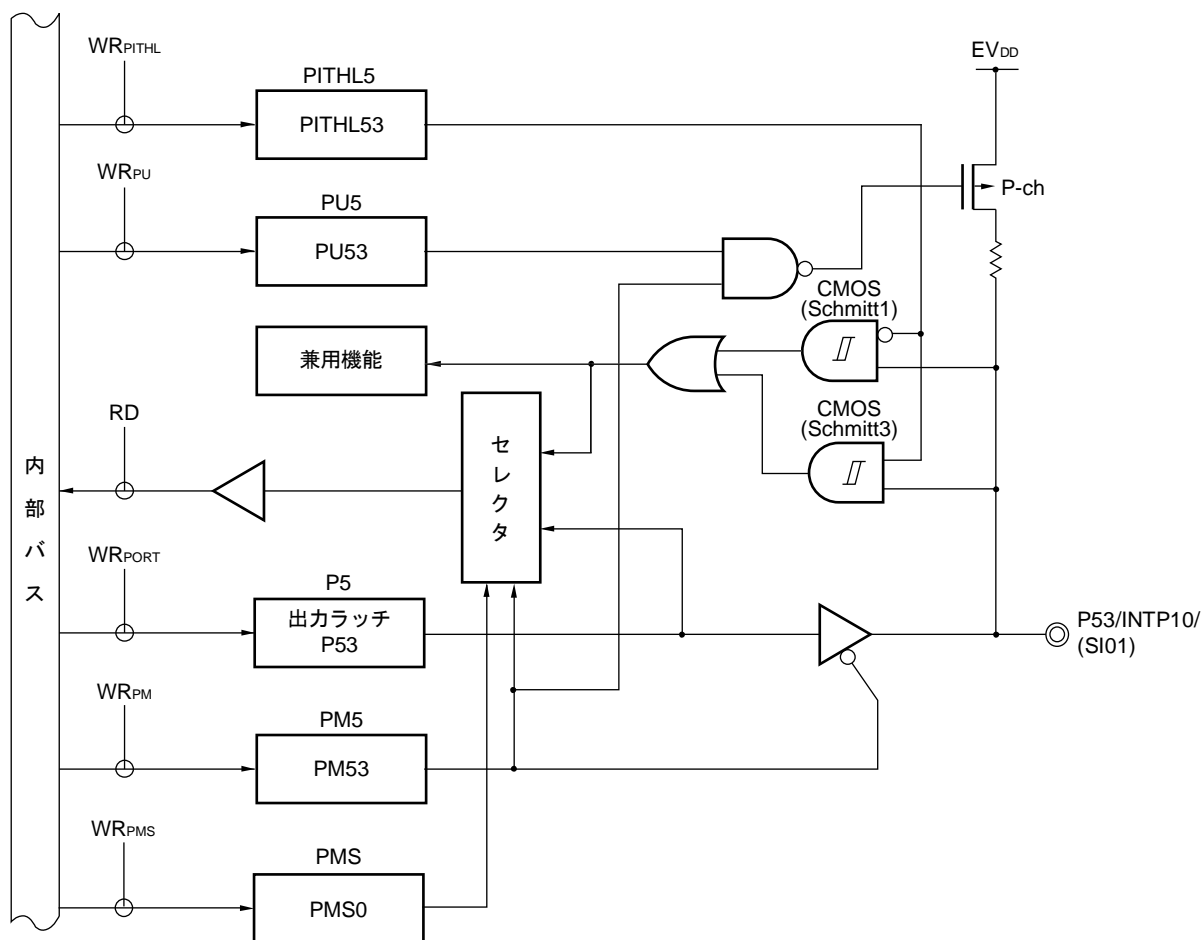 WRPITHL
PITHL5
PITHL53
EVDD
P-ch
WRPU
PU5
PU53
CMOS
(Schmitt1)
兼用機能
CMOS
(Schmitt3)
RD
セレクタ
内部バス
WRPORT
P5
出力ラッチ
P53
P53/INTP10/
(SI01)
WRPM
PM5
PM53
WRPMS
PMS
PMS0